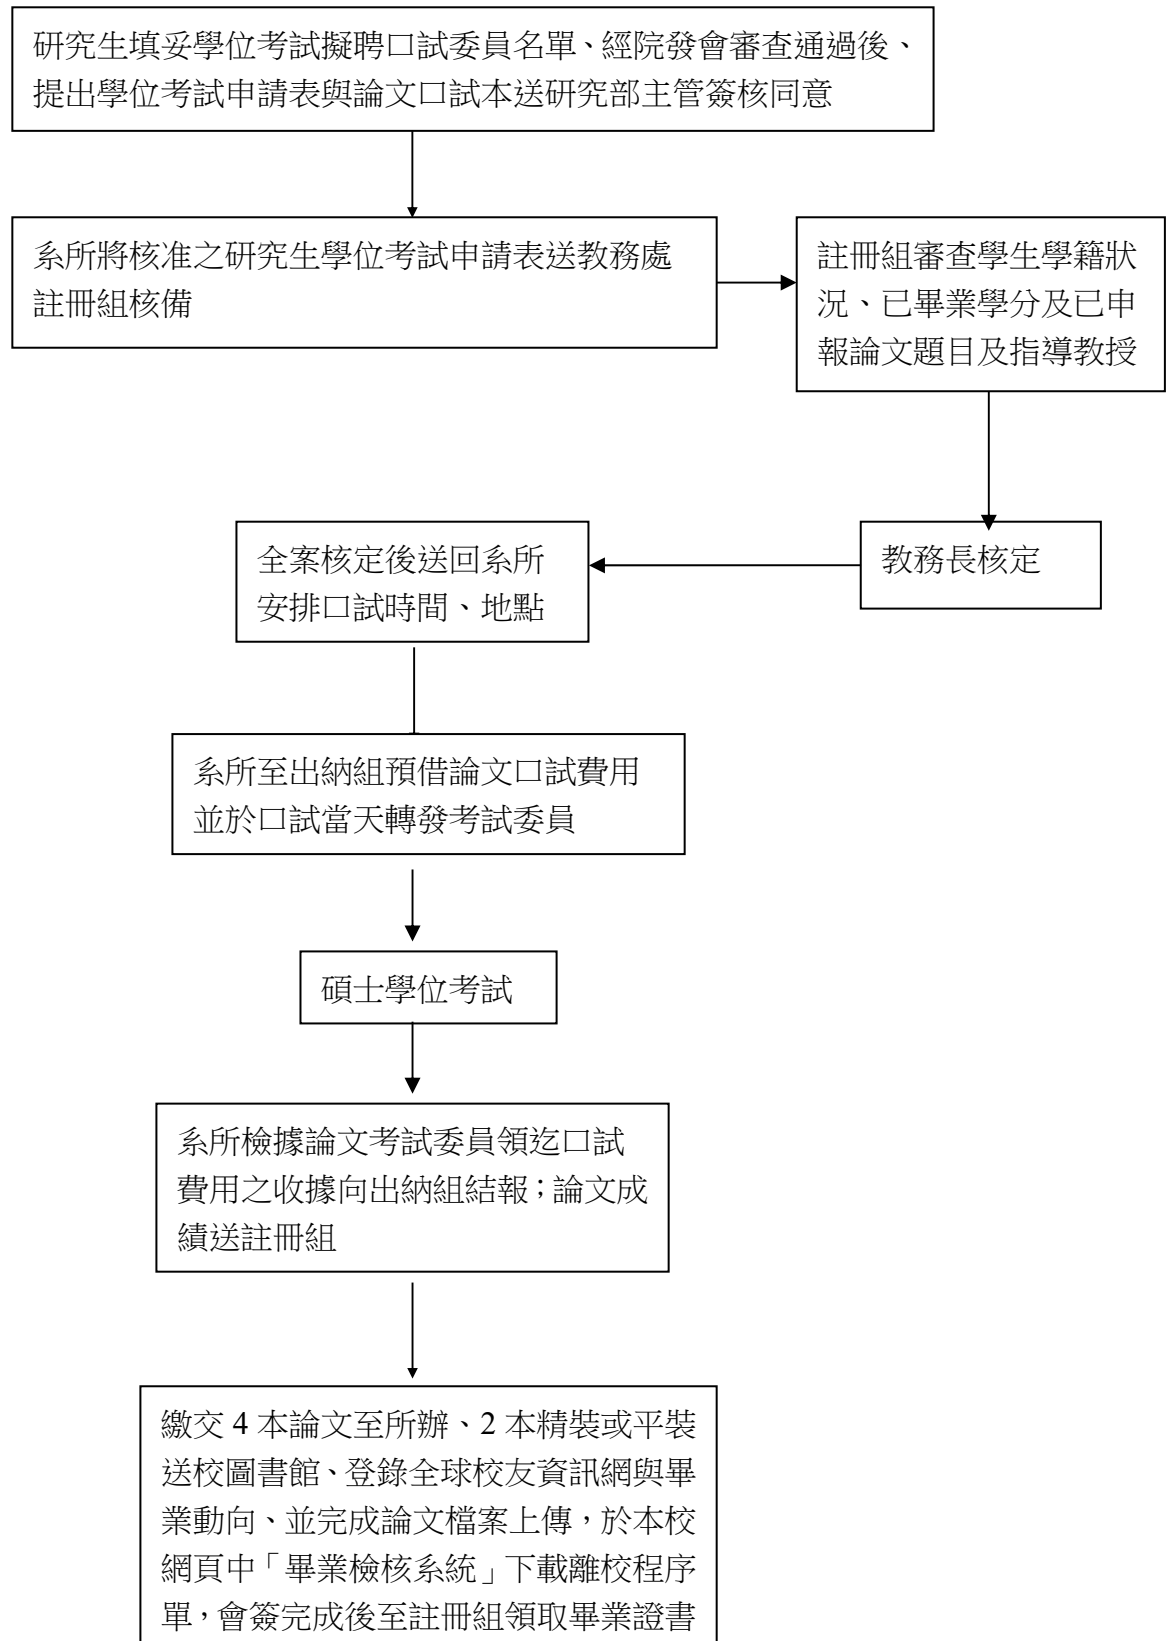 研究生填妥學位考試擬聘口試委員名單、經院發會審查通過後、
提出學位考試申請表與論文口試本送研究部主管簽核同意
系所將核准之研究生學位考試申請表送教務處
註冊組核備
註冊組審查學生學籍狀
況、已畢業學分及已申
報論文題目及指導教授
教務長核定
全案核定後送回系所
安排口試時間、地點
系所至出納組預借論文口試費用
並於口試當天轉發考試委員
碩士學位考試
系所檢據論文考試委員領迄口試
費用之收據向出納組結報；論文成
績送註冊組
繳交 4 本論文至所辦、2 本精裝或平裝
送校圖書館、登錄全球校友資訊網與畢
業動向、並完成論文檔案上傳，於本校
網頁中「畢業檢核系統」下載離校程序
單，會簽完成後至註冊組領取畢業證書